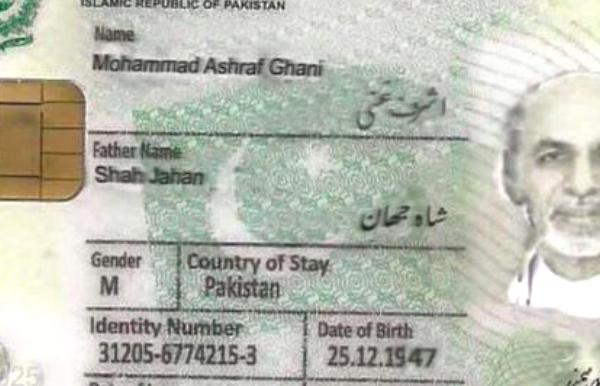 ISLAMIC REPUBLIC OF PAKISTAN
Name
Mohammad Ashraf Ghani
اشرف غنی
Father Name
Shah Jahan
شاہ جہان
Gender
Country of Stay
M
Pakistan
Identity Number
Date of Birth
31205-6774215-3
25.12.1947